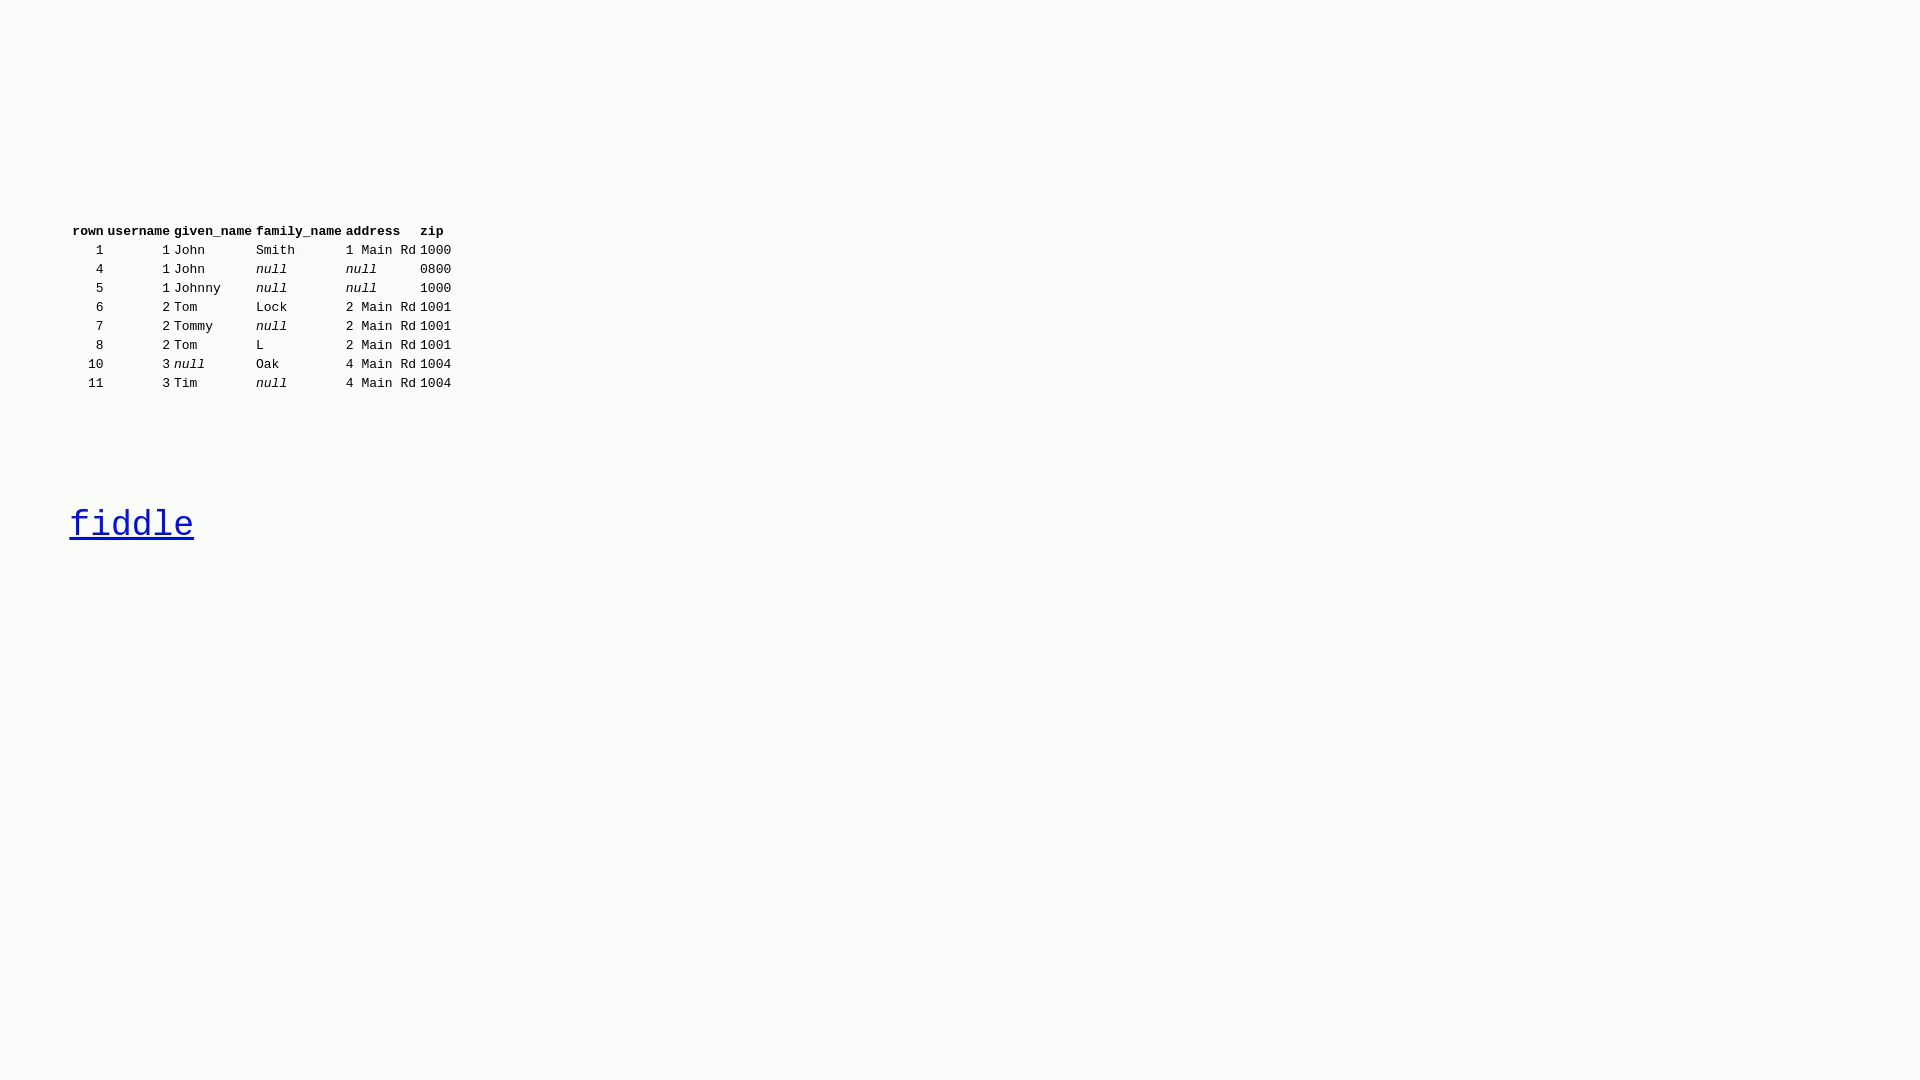 rown username given_name family_name address zip
1 1 John Smith 1 Main Rd 1000
4 1 John null null 0800
5 1 Johnny null null 1000
6 2 Tom Lock 2 Main Rd 1001
7 2 Tommy null 2 Main Rd 1001
8 2 Tom L 2 Main Rd 1001
10 3 null Oak 4 Main Rd 1004
11 3 Tim null 4 Main Rd 1004
fiddle